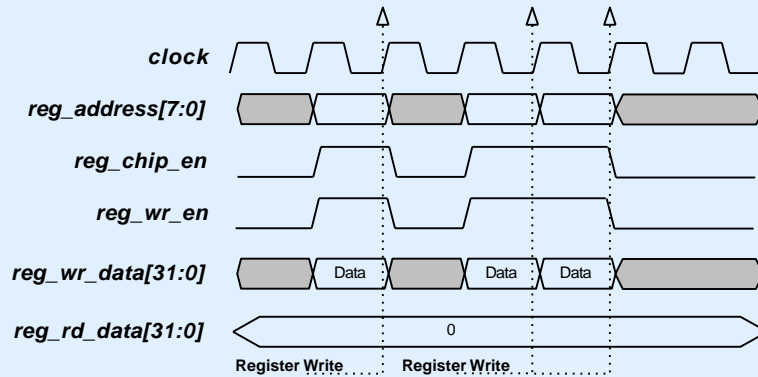 clock
reg_address[7:0]
reg_chip_en
reg_wr_en
reg_wr_data[31:0] Data Data Data
reg_rd_data[31:0] 0
Register Write Register Write